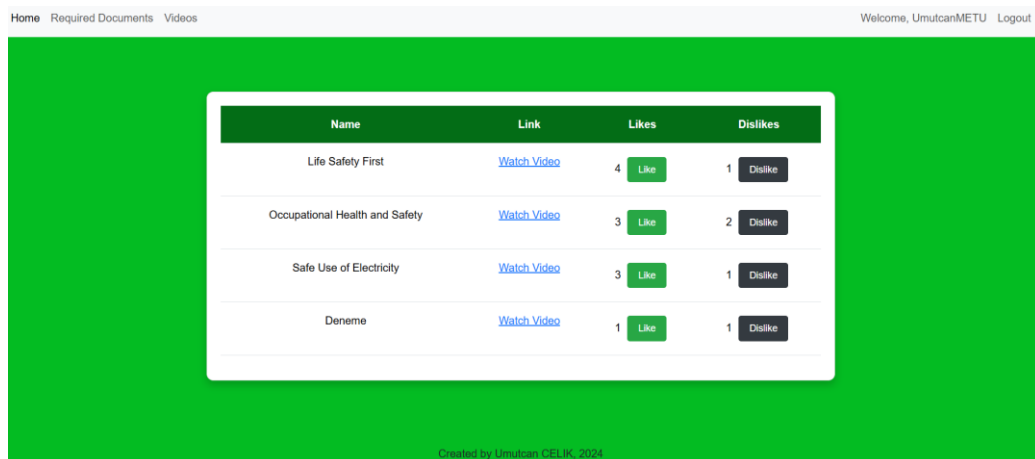 Home Required Documents Videos Welcome, UmutcanMETU Logout
Name Link Likes Dislikes
Life Safety First Watch Video 4 Like 1 Dislike
Occupational Health and Safety Watch Video 3 Like 2 Dislike
Safe Use of Electricity Watch Video 3 Like 1 Dislike
Deneme Watch Video 1 Like 1 Dislike
Created by Umutcan CELIK, 2024